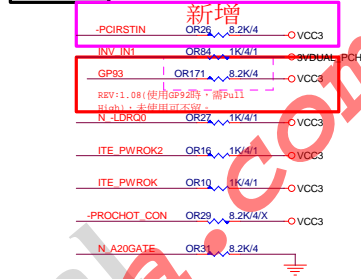 新增
-PCIRSTIN OR26 8.2K/4 VCC3
INV_IN1 OR84 1K/4/1 3VDUAL_PCH
GP93 OR171 8.2K/4 VCC3
REV:1.08(使用GP92時，需Pull
High)，未使用可不留。
N_-LDRQ0 OR27 1K/4/1 VCC3
ITE_PWROK2 OR16 1K/4/1 VCC3
ITE_PWROK OR10 1K/4/1 VCC3
-PROCHOT_CON OR29 8.2K/4/X VCC3
N_A20GATE OR31 8.2K/4